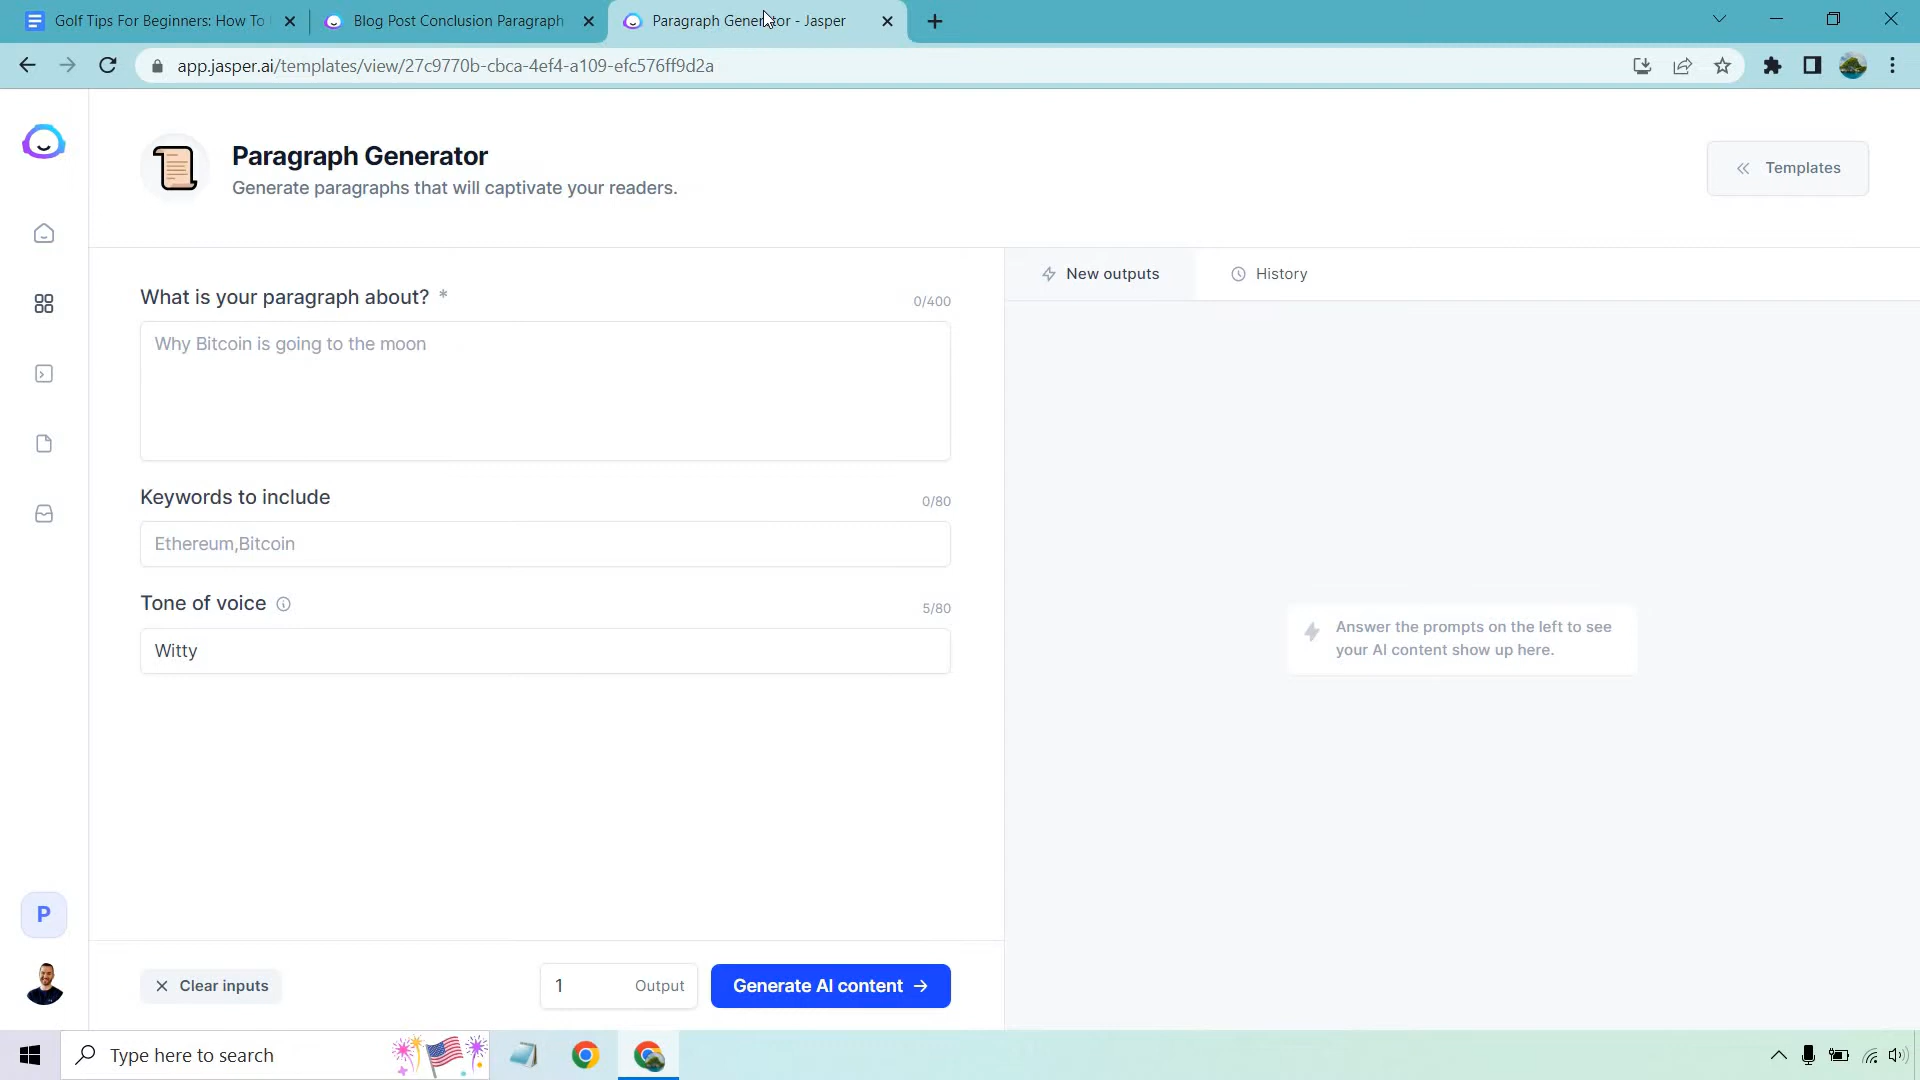 Golf Tips For Beginners: How To
Blog Post Conclusion Paragraph
Paragraph Generator - Jasper
app.jasper.ai/templates/view/27c9770b-cbca-4ef4-a109-efc576ff9d2a
Paragraph Generator
Generate paragraphs that will captivate your readers.
Templates
What is your paragraph about? *
0/400
Why Bitcoin is going to the moon
Keywords to include
0/80
Ethereum,Bitcoin
Tone of voice
5/80
Witty
New outputs
History
Answer the prompts on the left to see
your AI content show up here.
P
Clear inputs
1 Output
Generate AI content
Type here to search